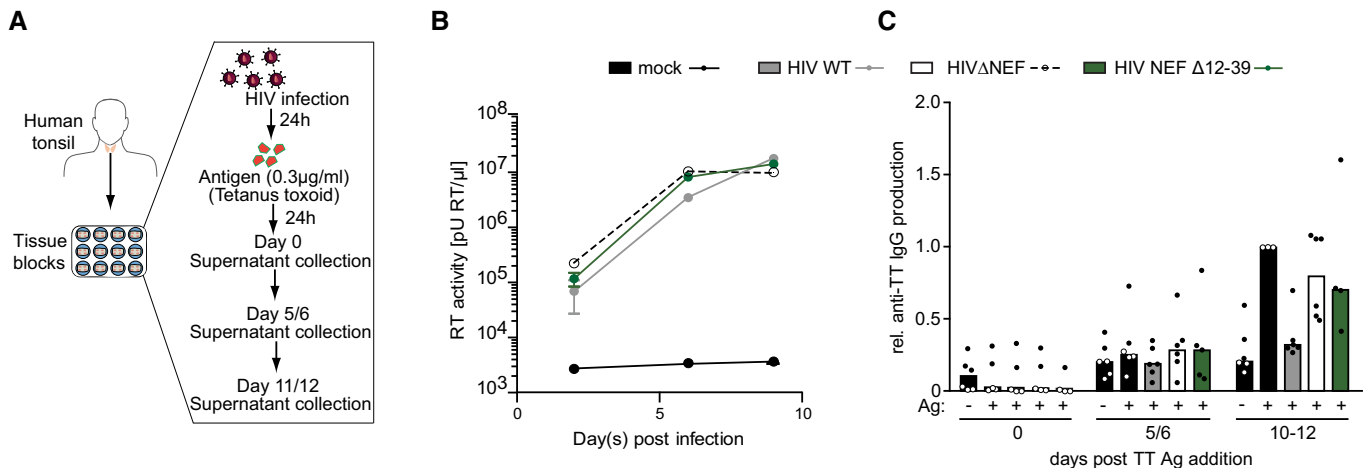 A
Human
tonsil
Tissue
blocks
HIV infection
24h
Antigen (0.3µg/ml)
(Tetanus toxoid)
24h
Day 0
Supernatant collection
Day 5/6
Supernatant collection
Day 11/12
Supernatant collection
B
C
mock HIV WT HIVΔNEF HIV NEF Δ12-39
RT activity [pU RT/µl]
10⁸
10⁷
10⁶
10⁵
10⁴
10³
0 5 10
Day(s) post infection
rel. anti-TT IgG production
2.0
1.5
1.0
0.5
0
Ag: - + + + + - + + + + - + + + +
0 5/6 10-12
days post TT Ag addition